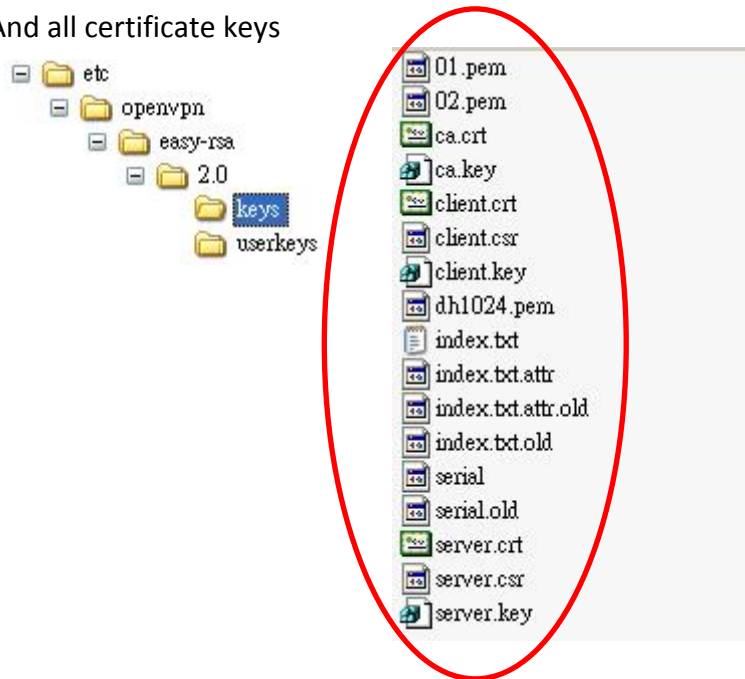 And all certificate keys
etc
openvpn
easy-rsa
2.0
keys
userkeys
01.pem
02.pem
ca.crt
ca.key
client.crt
client.csr
client.key
dh1024.pem
index.txt
index.txt.attr
index.txt.attr.old
index.txt.old
serial
serial.old
server.crt
server.csr
server.key